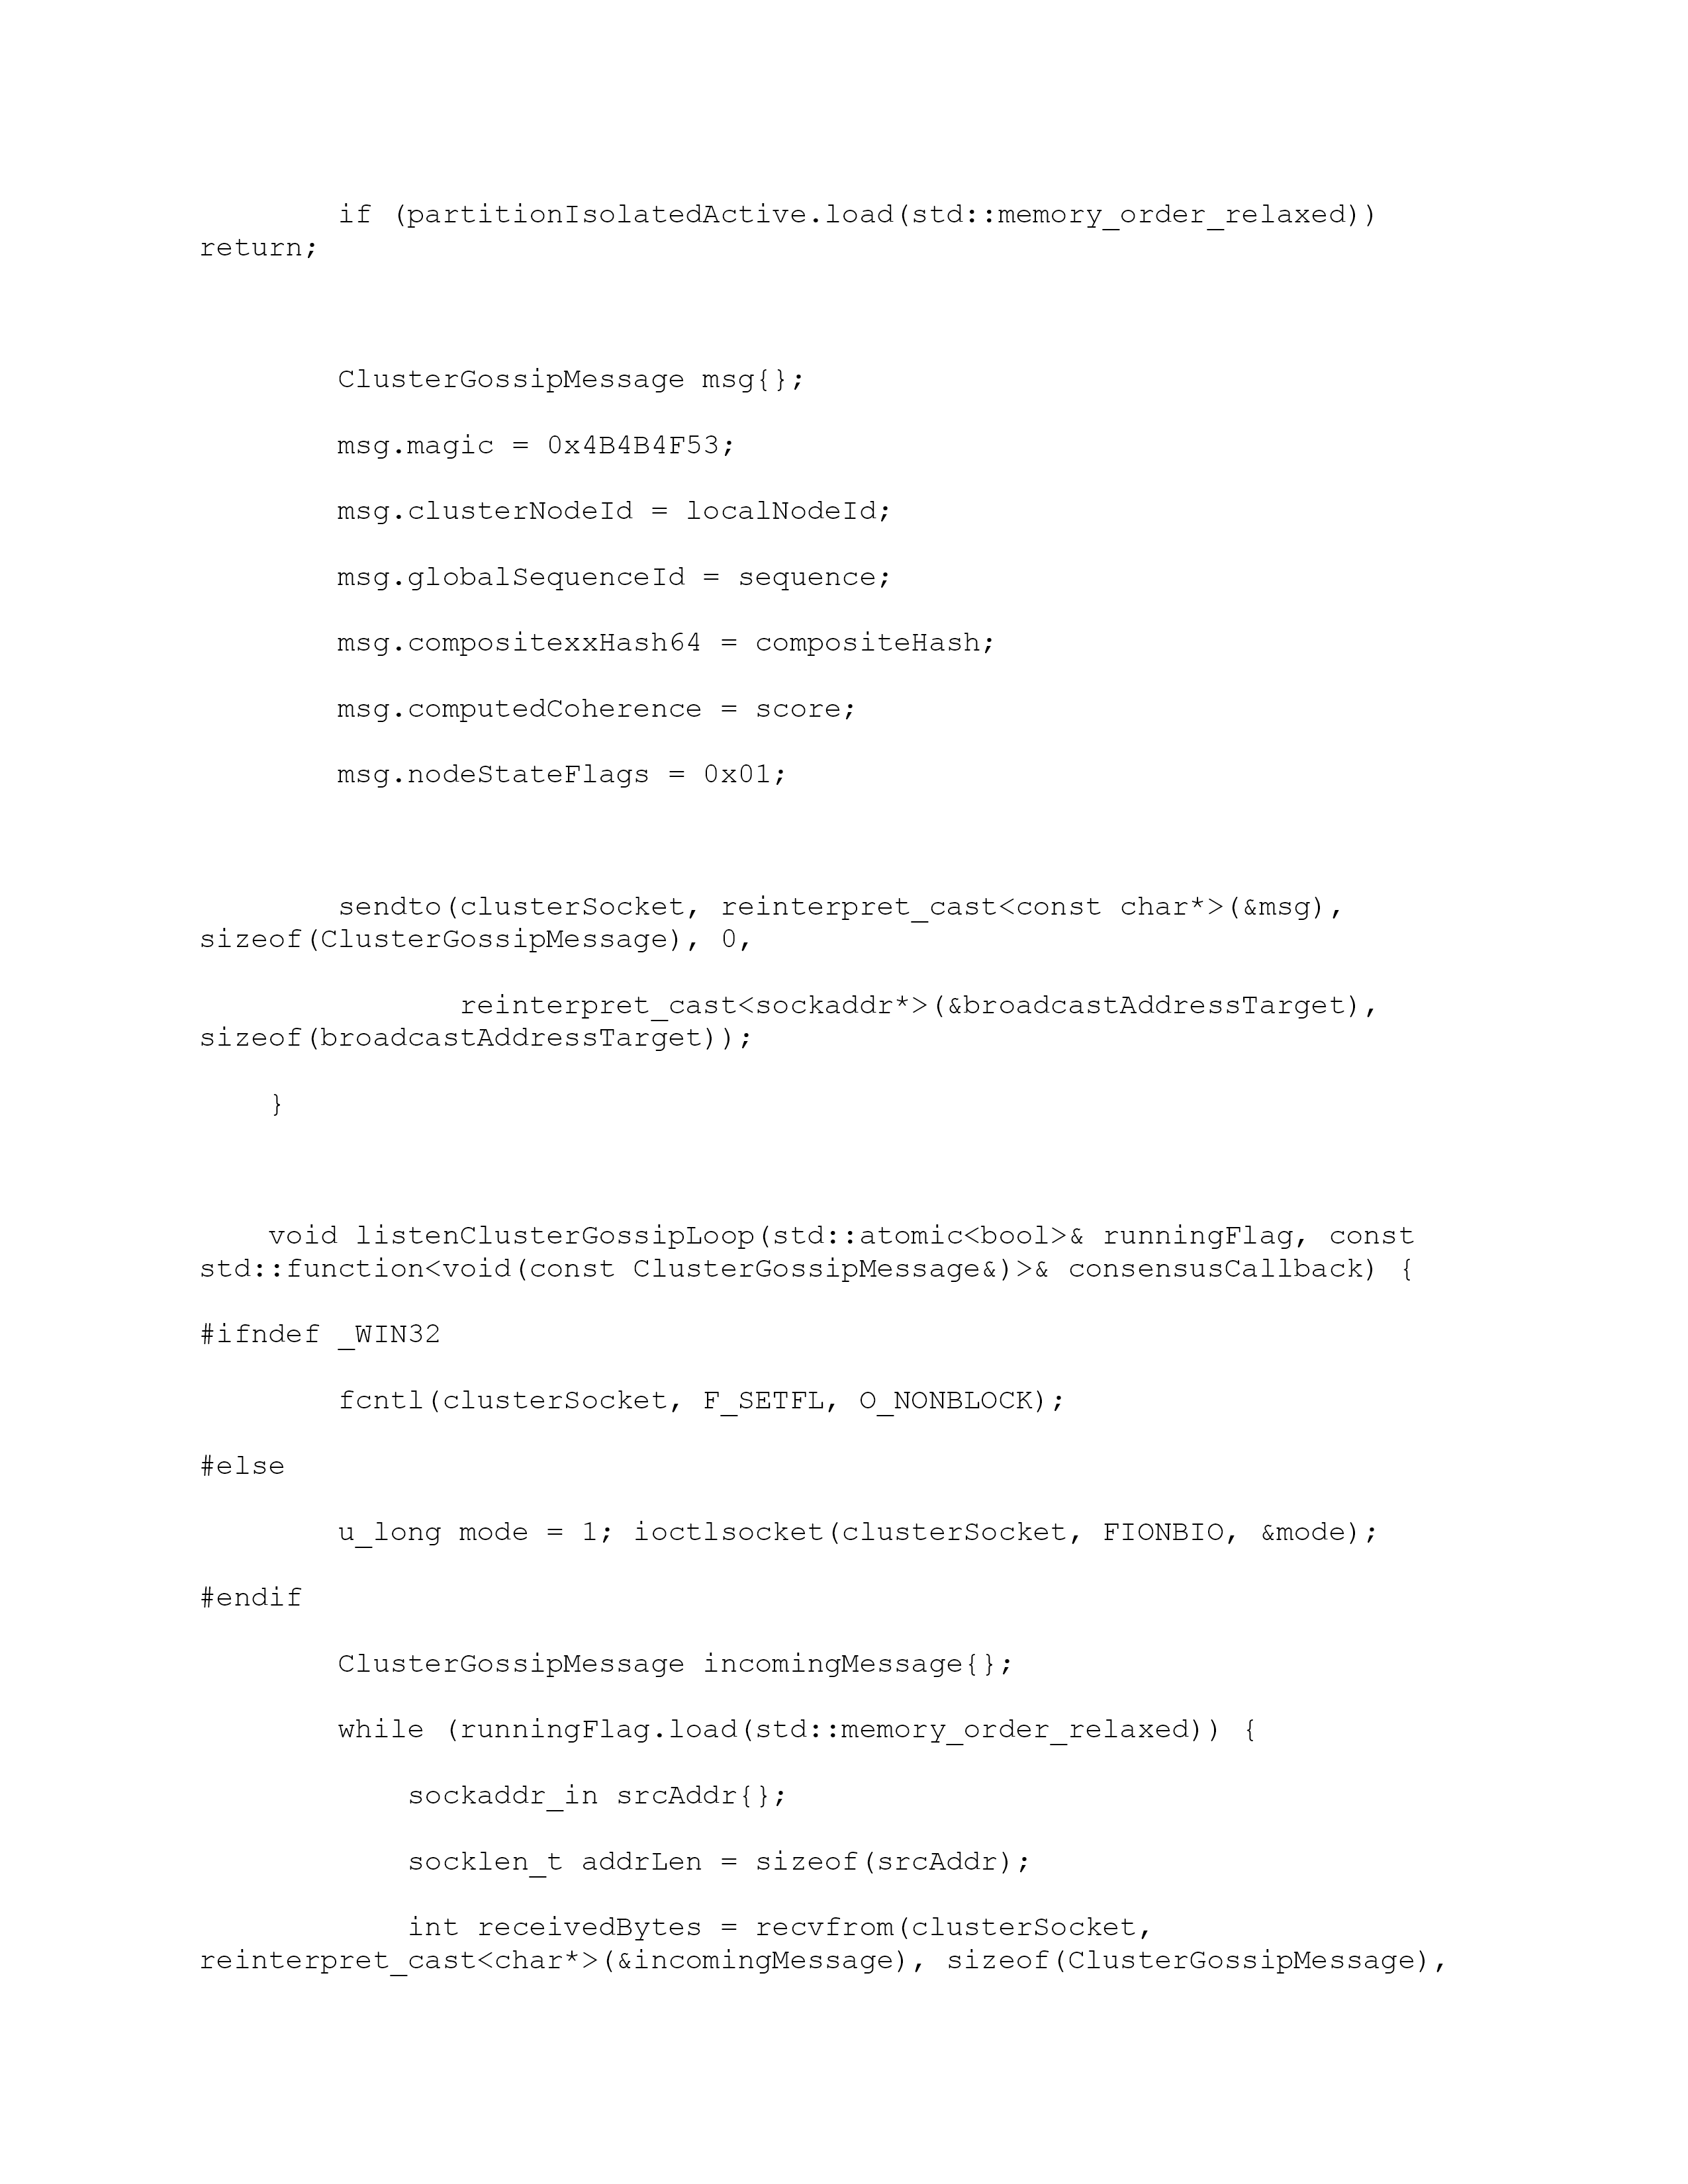 if (partitionIsolatedActive.load(std::memory_order_relaxed))
return;
ClusterGossipMessage msg{};
msg.magic = 0x4B4B4F53;
msg.clusterNodeId = localNodeId;
msg.globalSequenceId = sequence;
msg.compositexxHash64 = compositeHash;
msg.computedCoherence = score;
msg.nodeStateFlags = 0x01;
sendto(clusterSocket, reinterpret_cast<const char*>(&msg),
sizeof(ClusterGossipMessage), 0,
reinterpret_cast<sockaddr*>(&broadcastAddressTarget),
sizeof(broadcastAddressTarget));
}
void listenClusterGossipLoop(std::atomic<bool>& runningFlag, const
std::function<void(const ClusterGossipMessage&)>& consensusCallback) {
#ifndef _WIN32
fcntl(clusterSocket, F_SETFL, O_NONBLOCK);
#else
u_long mode = 1; ioctlsocket(clusterSocket, FIONBIO, &mode);
#endif
ClusterGossipMessage incomingMessage{};
while (runningFlag.load(std::memory_order_relaxed)) {
sockaddr_in srcAddr{};
socklen_t addrLen = sizeof(srcAddr);
int receivedBytes = recvfrom(clusterSocket,
reinterpret_cast<char*>(&incomingMessage), sizeof(ClusterGossipMessage),